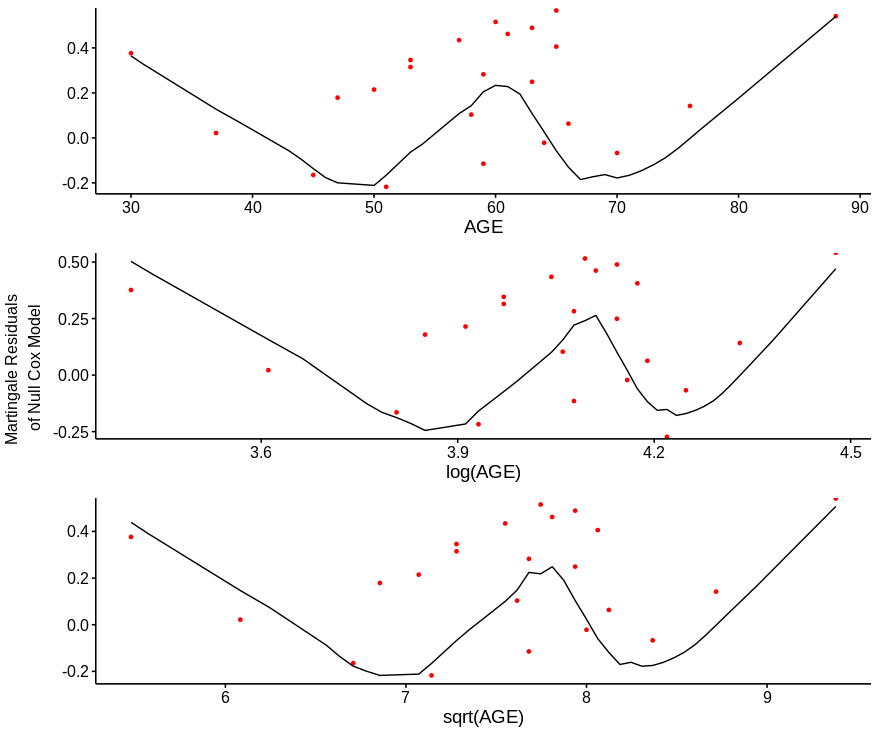 0.4
0.2
0.0
-0.2
30 40 50 60 70 80 90
AGE
Martingale Residuals
of Null Cox Model
0.50
0.25
0.00
-0.25
3.6 3.9 4.2 4.5
log(AGE)
0.4
0.2
0.0
-0.2
6 7 8 9
sqrt(AGE)